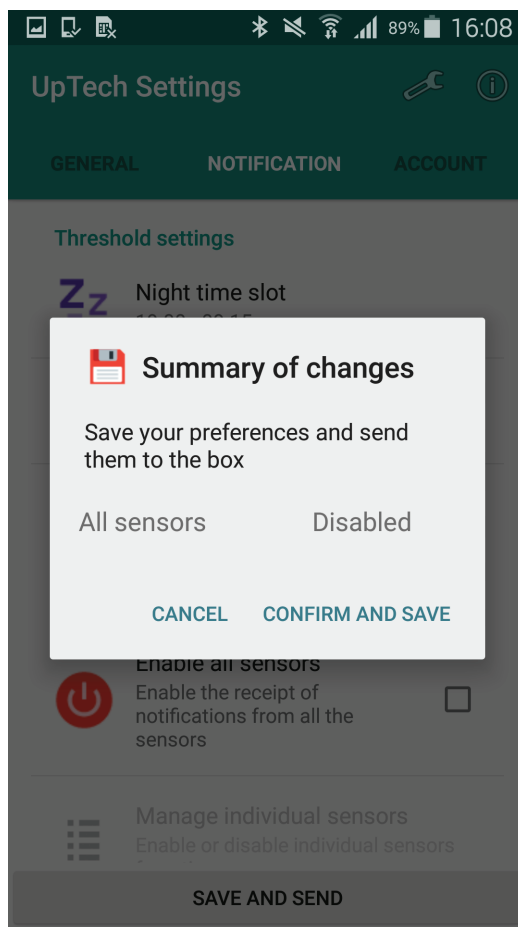 89% 16:08
UpTech Settings
GENERAL NOTIFICATION ACCOUNT
Threshold settings
Zz Night time slot
Summary of changes
Save your preferences and send
them to the box
All sensors Disabled
CANCEL CONFIRM AND SAVE
Enable all sensors
Enable the receipt of
notifications from all the
sensors
Manage individual sensors
Enable or disable individual sensors
SAVE AND SEND